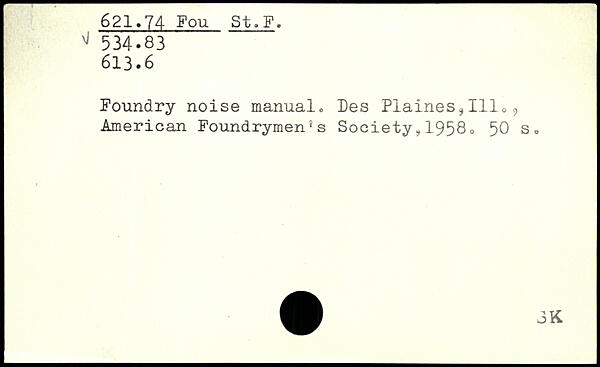 621.74 Fou St.F.
√ 534.83
613.6
Foundry noise manual. Des Plaines,Ill.,
American Foundrymen's Society,1958. 50 s.
SK